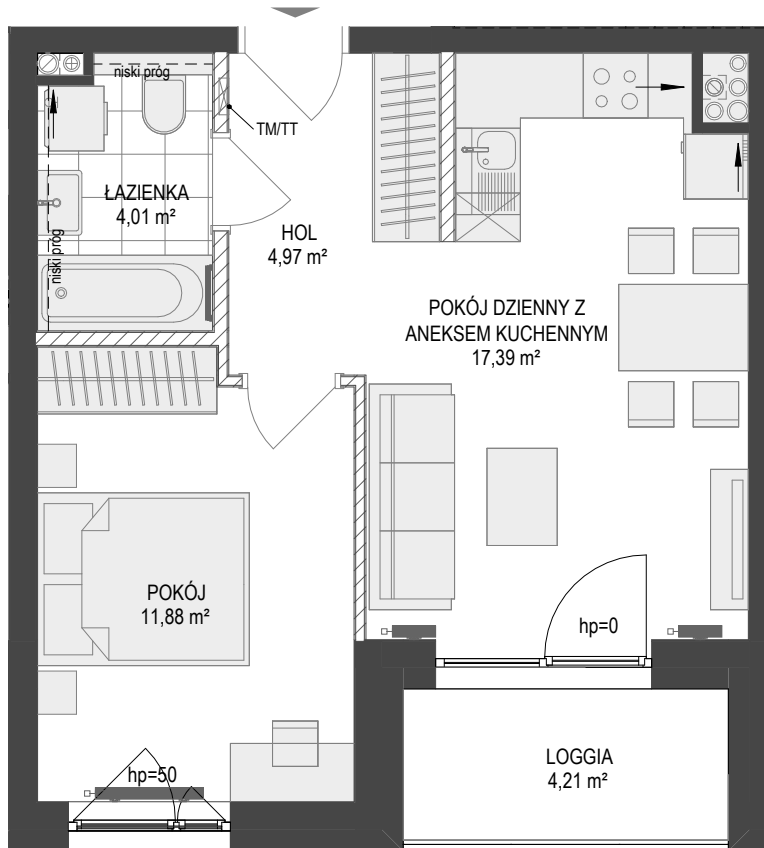 niski próg
TM/TT
ŁAZIENKA
4,01 m²
niski próg
HOL
4,97 m²
POKÓJ DZIENNY Z
ANEKSEM KUCHENNYM
17,39 m²
POKÓJ
11,88 m²
hp=0
hp=50
LOGGIA
4,21 m²